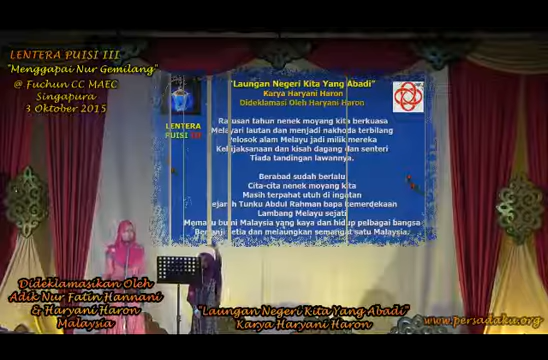 LENTERA PUISI III
"Menggapai Nur Gemilang"
@ Fuchun CC MAEC
Singapura
3 Oktober 2015
LENTERA
PUISI III
"Laungan Negeri Kita Yang Abadi"
Karya Haryani Haron
Dideklamasi Oleh Haryani Haron
Ratusan tahun nenek moyang kita berkuasa
Melayari lautan dan menjadi nakhoda terbilang
Pelosok alam Melayu jadi milik mereka
Kebijaksanaan dan kisah dagang dan senteri
Tiada tandingan lawannya.
Berabad sudah berlalu
Cita-cita nenek moyang kita
Masih terpahat utuh di ingatan
Sejarah Tunku Abdul Rahman bapa kemerdekaan
Lambang Melayu sejati
bumi Malaysia yang kaya dan hidup pelbagai bangsa
setia dan melaungkan semangat satu Malaysia.
Dideklamasikan Oleh
Adik Nur Fatin Hannani
& Haryani Haron
Malaysia
"Laungan Negeri Kita Yang Abadi"
Karya Haryani Haron
www.persadaku.org